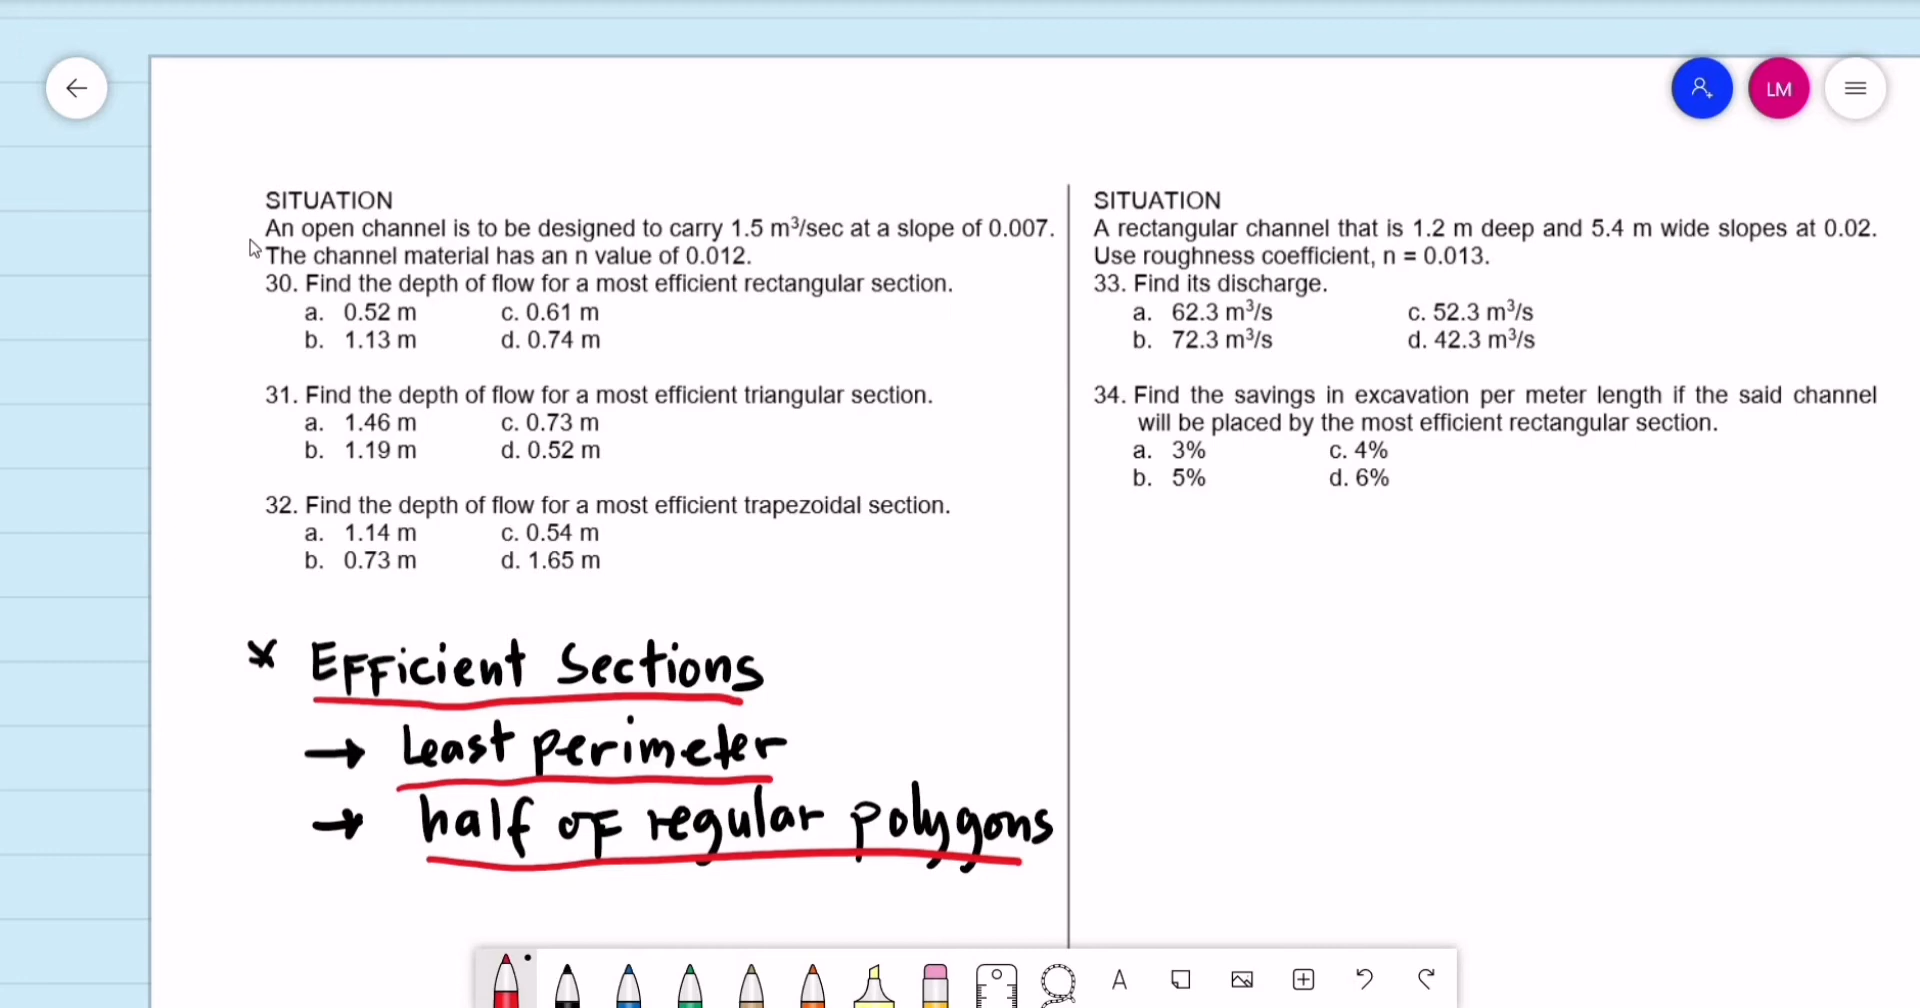 LM
SITUATION
An open channel is to be designed to carry 1.5 m³/sec at a slope of 0.007.
The channel material has an n value of 0.012.
30. Find the depth of flow for a most efficient rectangular section.
a. 0.52 m c. 0.61 m
b. 1.13 m d. 0.74 m
31. Find the depth of flow for a most efficient triangular section.
a. 1.46 m c. 0.73 m
b. 1.19 m d. 0.52 m
32. Find the depth of flow for a most efficient trapezoidal section.
a. 1.14 m c. 0.54 m
b. 0.73 m d. 1.65 m
* Efficient Sections
→ Least perimeter
→ half of regular polygons
SITUATION
A rectangular channel that is 1.2 m deep and 5.4 m wide slopes at 0.02.
Use roughness coefficient, n = 0.013.
33. Find its discharge.
a. 62.3 m³/s c. 52.3 m³/s
b. 72.3 m³/s d. 42.3 m³/s
34. Find the savings in excavation per meter length if the said channel
will be placed by the most efficient rectangular section.
a. 3% c. 4%
b. 5% d. 6%
A